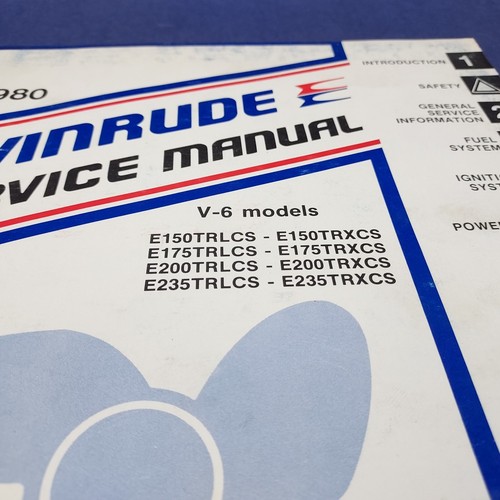 980
VINRUDE
RVICE MANUAL
V-6 models
E150TRLCS - E150TRXCS
E175TRLCS - E175TRXCS
E200TRLCS - E200TRXCS
E235TRLCS - E235TRXCS
INTRODUCTION 1
SAFETY
GENERAL
SERVICE
INFORMATION 2
FUEL
SYSTEM
IGNITI
SYST
POWE